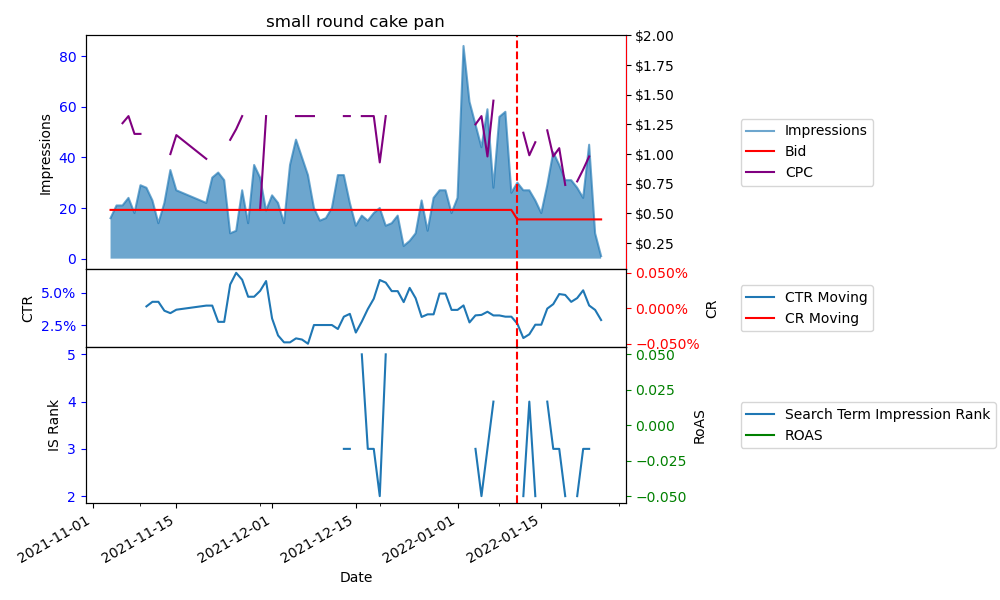 small round cake pan
Impressions
80
60
40
20
0
$2.00
$1.75
$1.50
$1.25
$1.00
$0.75
$0.50
$0.25
Impressions
Bid
CPC
CTR
5.0%
2.5%
0.050%
0.000%
−0.050%
CR
CTR Moving
CR Moving
IS Rank
5
4
3
2
0.050
0.025
0.000
−0.025
−0.050
RoAS
Search Term Impression Rank
ROAS
2021-11-01
2021-11-15
2021-12-01
2021-12-15
2022-01-01
2022-01-15
Date